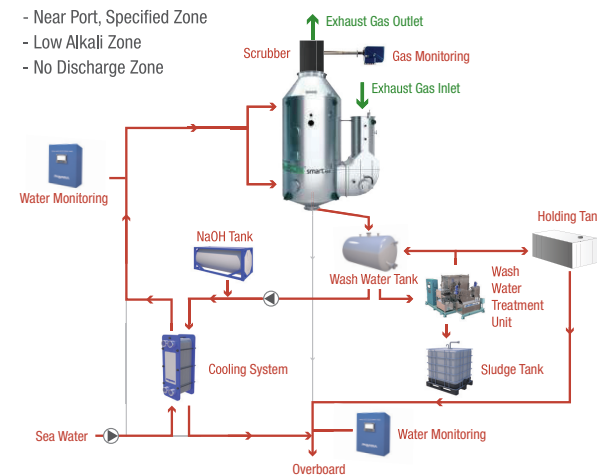 - Near Port, Specified Zone
- Low Alkali Zone
- No Discharge Zone
Exhaust Gas Outlet
Scrubber
Gas Monitoring
Exhaust Gas Inlet
smart
Water Monitoring
NaOH Tank
Wash Water Tank
Holding Tan
Wash
Water
Treatment
Unit
Cooling System
Sludge Tank
Sea Water
Water Monitoring
Overboard